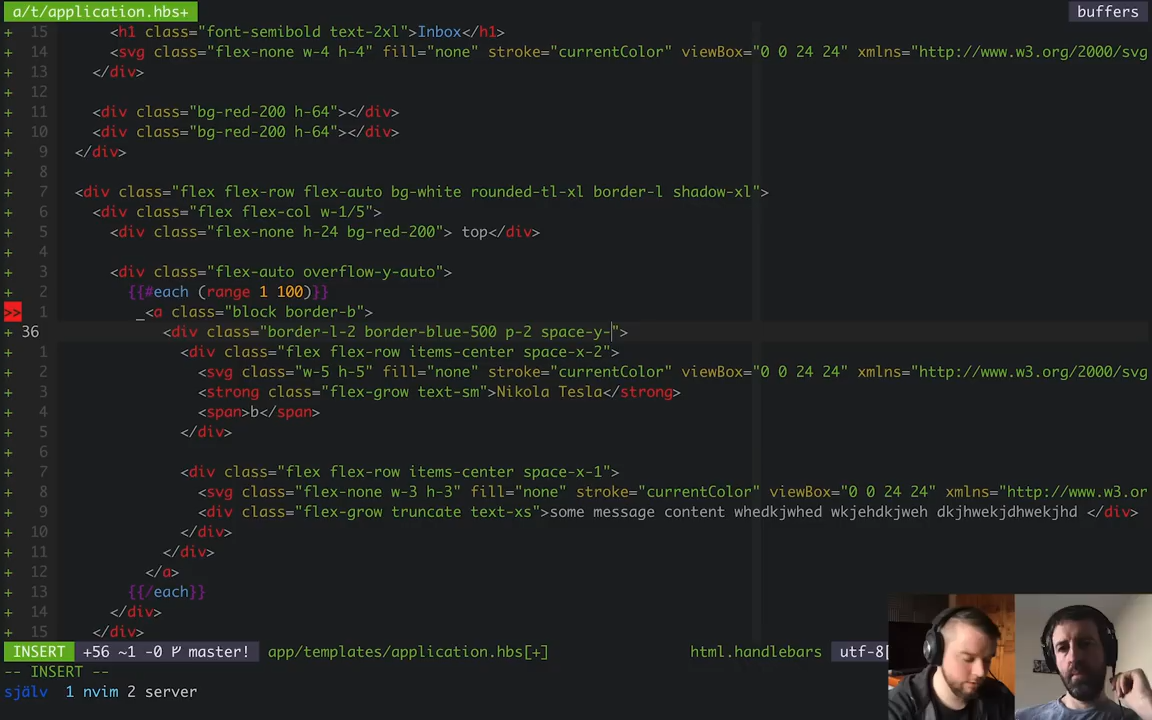 a/t/application.hbs+ buffers
+ 15 <h1 class="font-semibold text-2xl">Inbox</h1>
+ 14 <svg class="flex-none w-4 h-4" fill="none" stroke="currentColor" viewBox="0 0 24 24" xmlns="http://www.w3.org/2000/svg
+ 13 </div>
+ 12
+ 11 <div class="bg-red-200 h-64"></div>
+ 10 <div class="bg-red-200 h-64"></div>
+ 9 </div>
+ 8
+ 7 <div class="flex flex-row flex-auto bg-white rounded-tl-xl border-l shadow-xl">
+ 6 <div class="flex flex-col w-1/5">
+ 5 <div class="flex-none h-24 bg-red-200"> top</div>
+ 4
+ 3 <div class="flex-auto overflow-y-auto">
+ 2 {{#each (range 1 100)}}
>> 1 _<a class="block border-b">
+ 36 <div class="border-l-2 border-blue-500 p-2 space-y-">
+ 1 <div class="flex flex-row items-center space-x-2">
+ 2 <svg class="w-5 h-5" fill="none" stroke="currentColor" viewBox="0 0 24 24" xmlns="http://www.w3.org/2000/svg
+ 3 <strong class="flex-grow text-sm">Nikola Tesla</strong>
+ 4 <span>b</span>
+ 5 </div>
+ 6
+ 7 <div class="flex flex-row items-center space-x-1">
+ 8 <svg class="flex-none w-3 h-3" fill="none" stroke="currentColor" viewBox="0 0 24 24" xmlns="http://www.w3.or
+ 9 <div class="flex-grow truncate text-xs">some message content whedkjwhed wkjehdkjweh dkjhwekjdhwekjhd </div>
+ 10 </div>
+ 11 </div>
+ 12 </a>
+ 13 {{/each}}
+ 14 </div>
+ 15 </div>
INSERT +56 ~1 -0 master! app/templates/application.hbs[+] html.handlebars utf-8[
-- INSERT --
själv 1 nvim 2 server